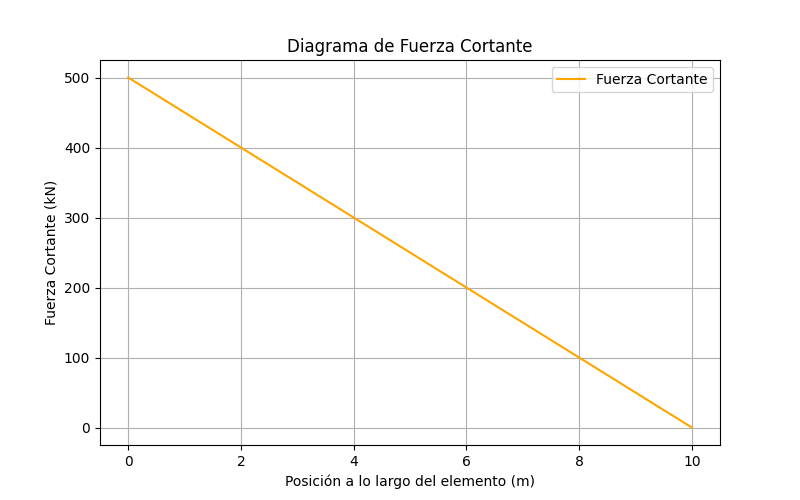 Diagrama de Fuerza Cortante
Fuerza Cortante
Fuerza Cortante (kN)
500
400
300
200
100
0
0 2 4 6 8 10
Posición a lo largo del elemento (m)